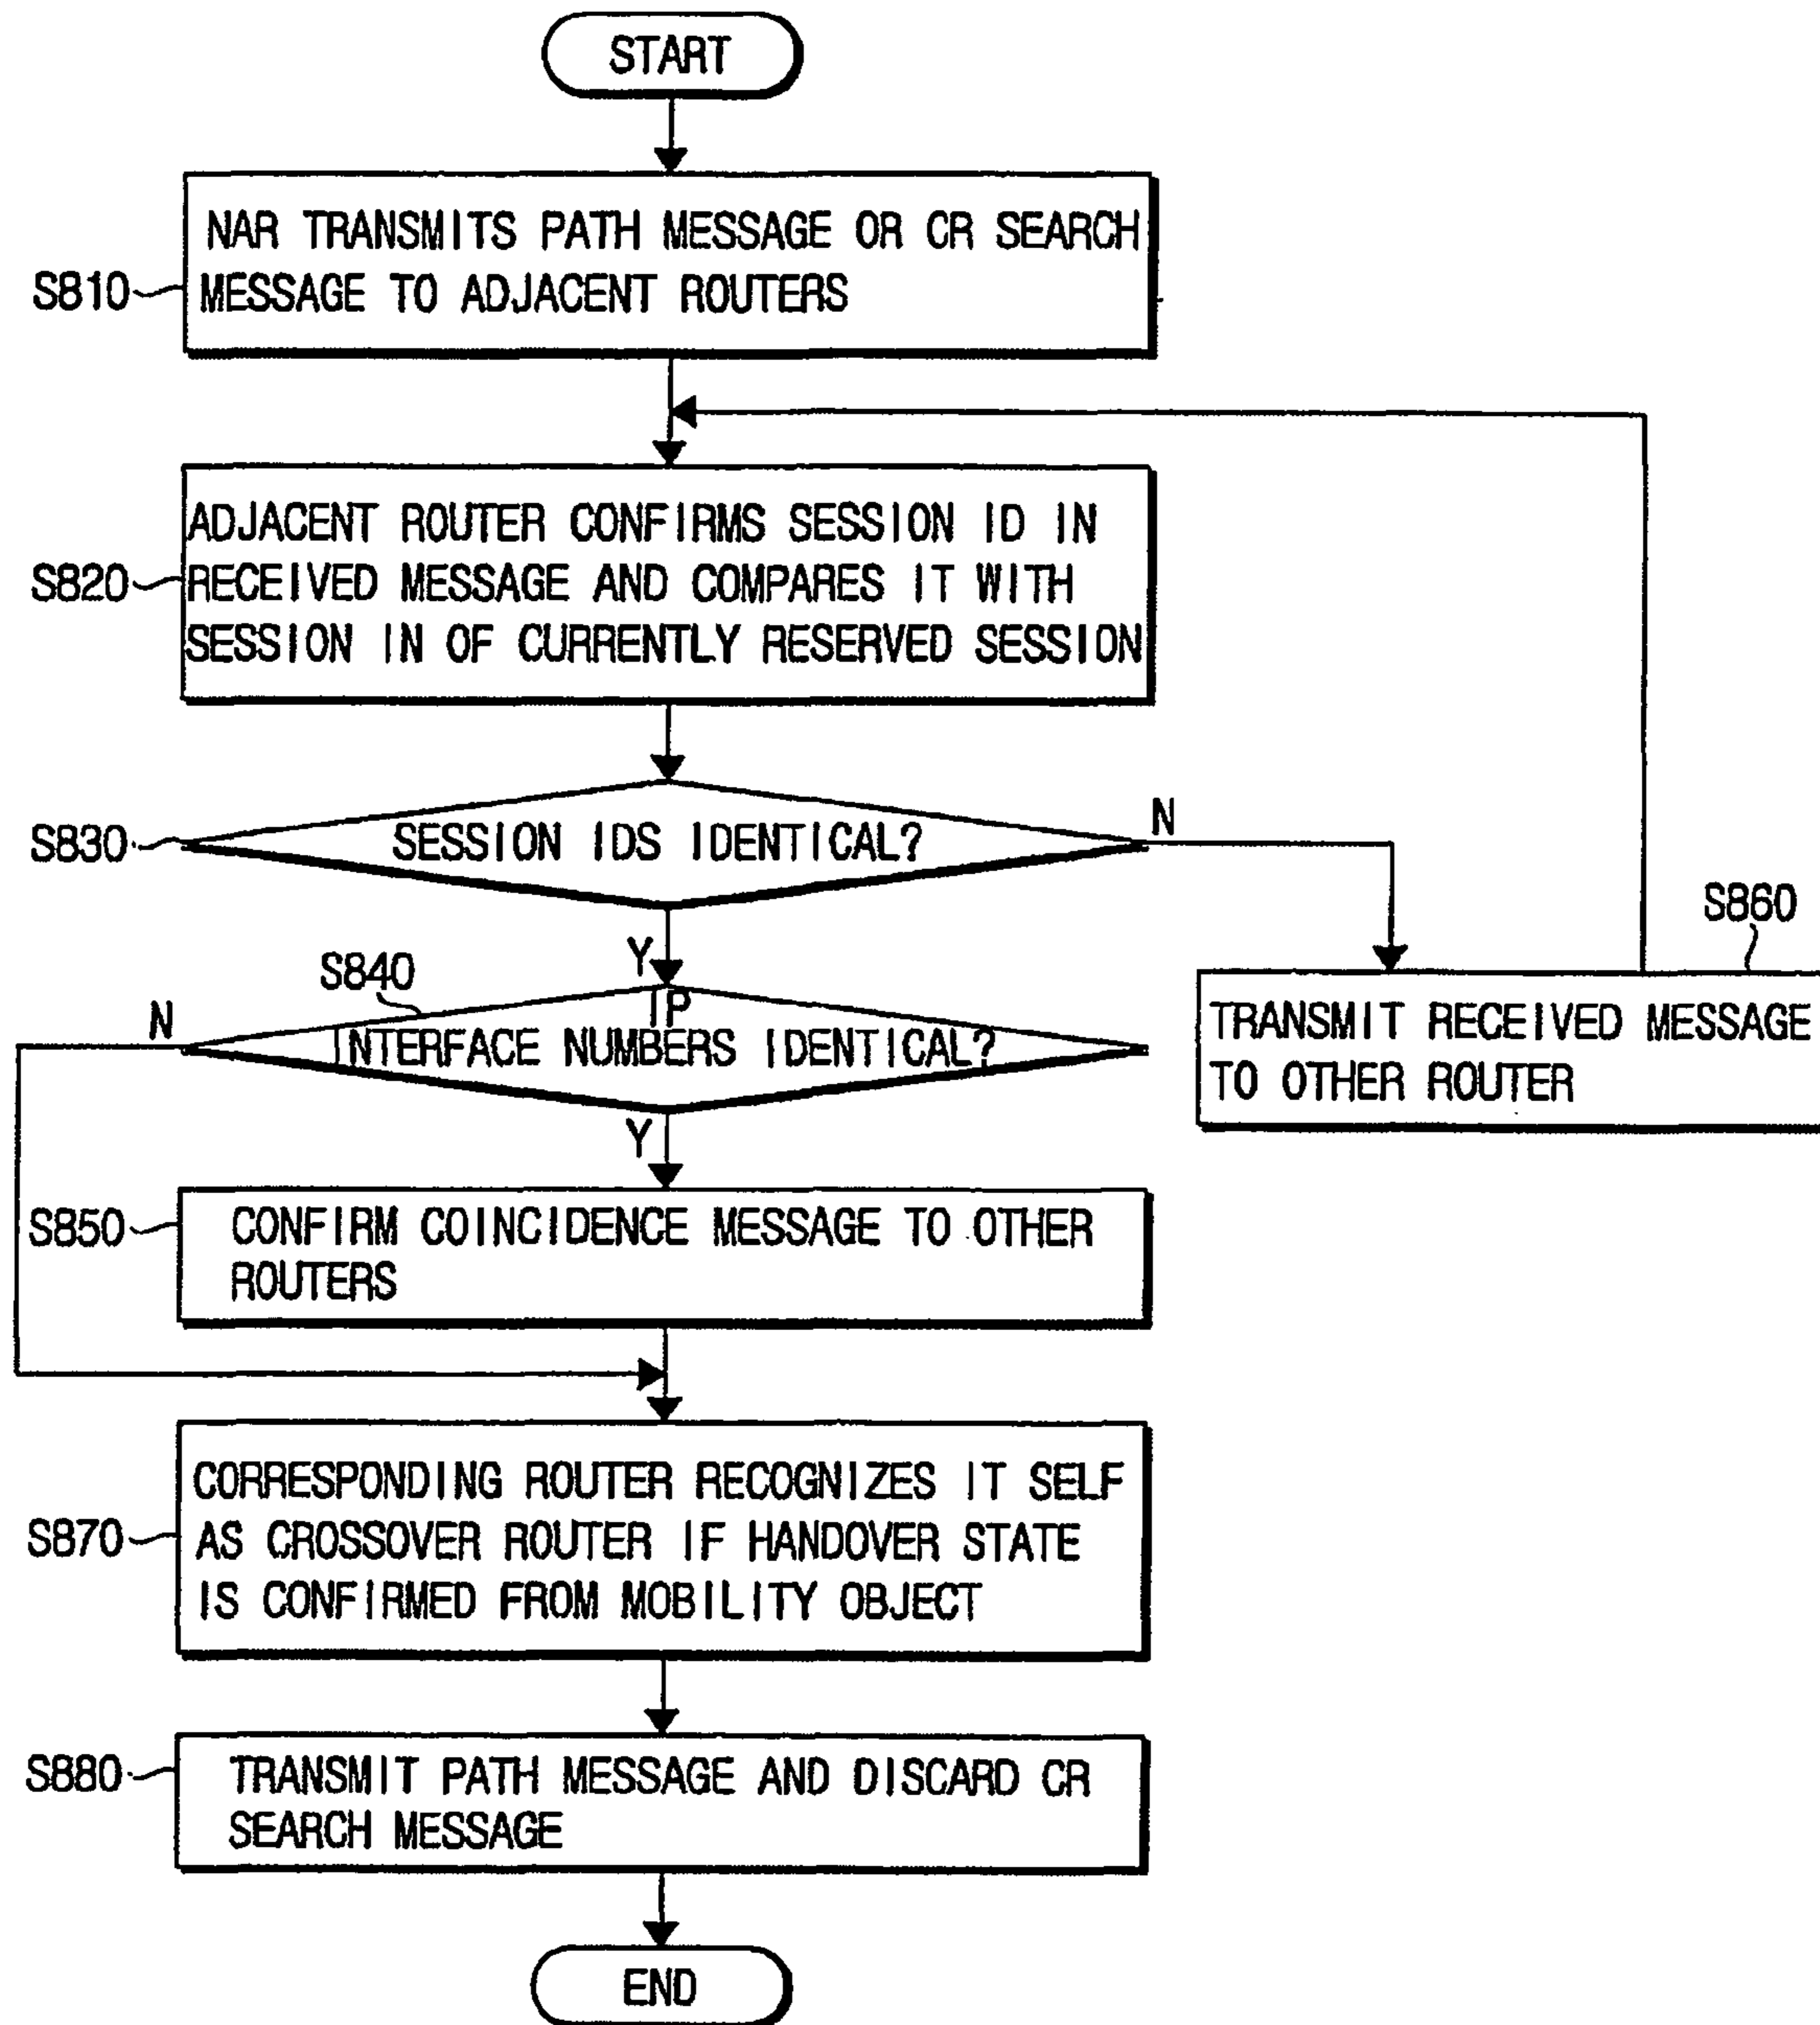 START
NAR TRANSMITS PATH MESSAGE OR CR SEARCH
MESSAGE TO ADJACENT ROUTERS
S810
ADJACENT ROUTER CONFIRMS SESSION ID IN
RECEIVED MESSAGE AND COMPARES IT WITH
SESSION IN OF CURRENTLY RESERVED SESSION
S820
SESSION IDS IDENTICAL?
S830
N
Y
S860
TRANSMIT RECEIVED MESSAGE
TO OTHER ROUTER
S840
N
IP
INTERFACE NUMBERS IDENTICAL?
Y
S850
CONFIRM COINCIDENCE MESSAGE TO OTHER
ROUTERS
CORRESPONDING ROUTER RECOGNIZES IT SELF
AS CROSSOVER ROUTER IF HANDOVER STATE
IS CONFIRMED FROM MOBILITY OBJECT
S870
S880
TRANSMIT PATH MESSAGE AND DISCARD CR
SEARCH MESSAGE
END